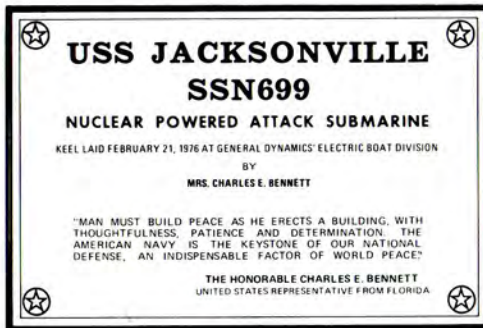 USS JACKSONVILLE
SSN699
NUCLEAR POWERED ATTACK SUBMARINE
KEEL LAID FEBRUARY 21, 1976 AT GENERAL DYNAMICS' ELECTRIC BOAT DIVISION
BY
MRS. CHARLES E. BENNETT
"MAN MUST BUILD PEACE AS HE ERECTS A BUILDING, WITH
THOUGHTFULNESS, PATIENCE AND DETERMINATION. THE
AMERICAN NAVY IS THE KEYSTONE OF OUR NATIONAL
DEFENSE, AN INDISPENSABLE FACTOR OF WORLD PEACE."
THE HONORABLE CHARLES E. BENNETT
UNITED STATES REPRESENTATIVE FROM FLORIDA